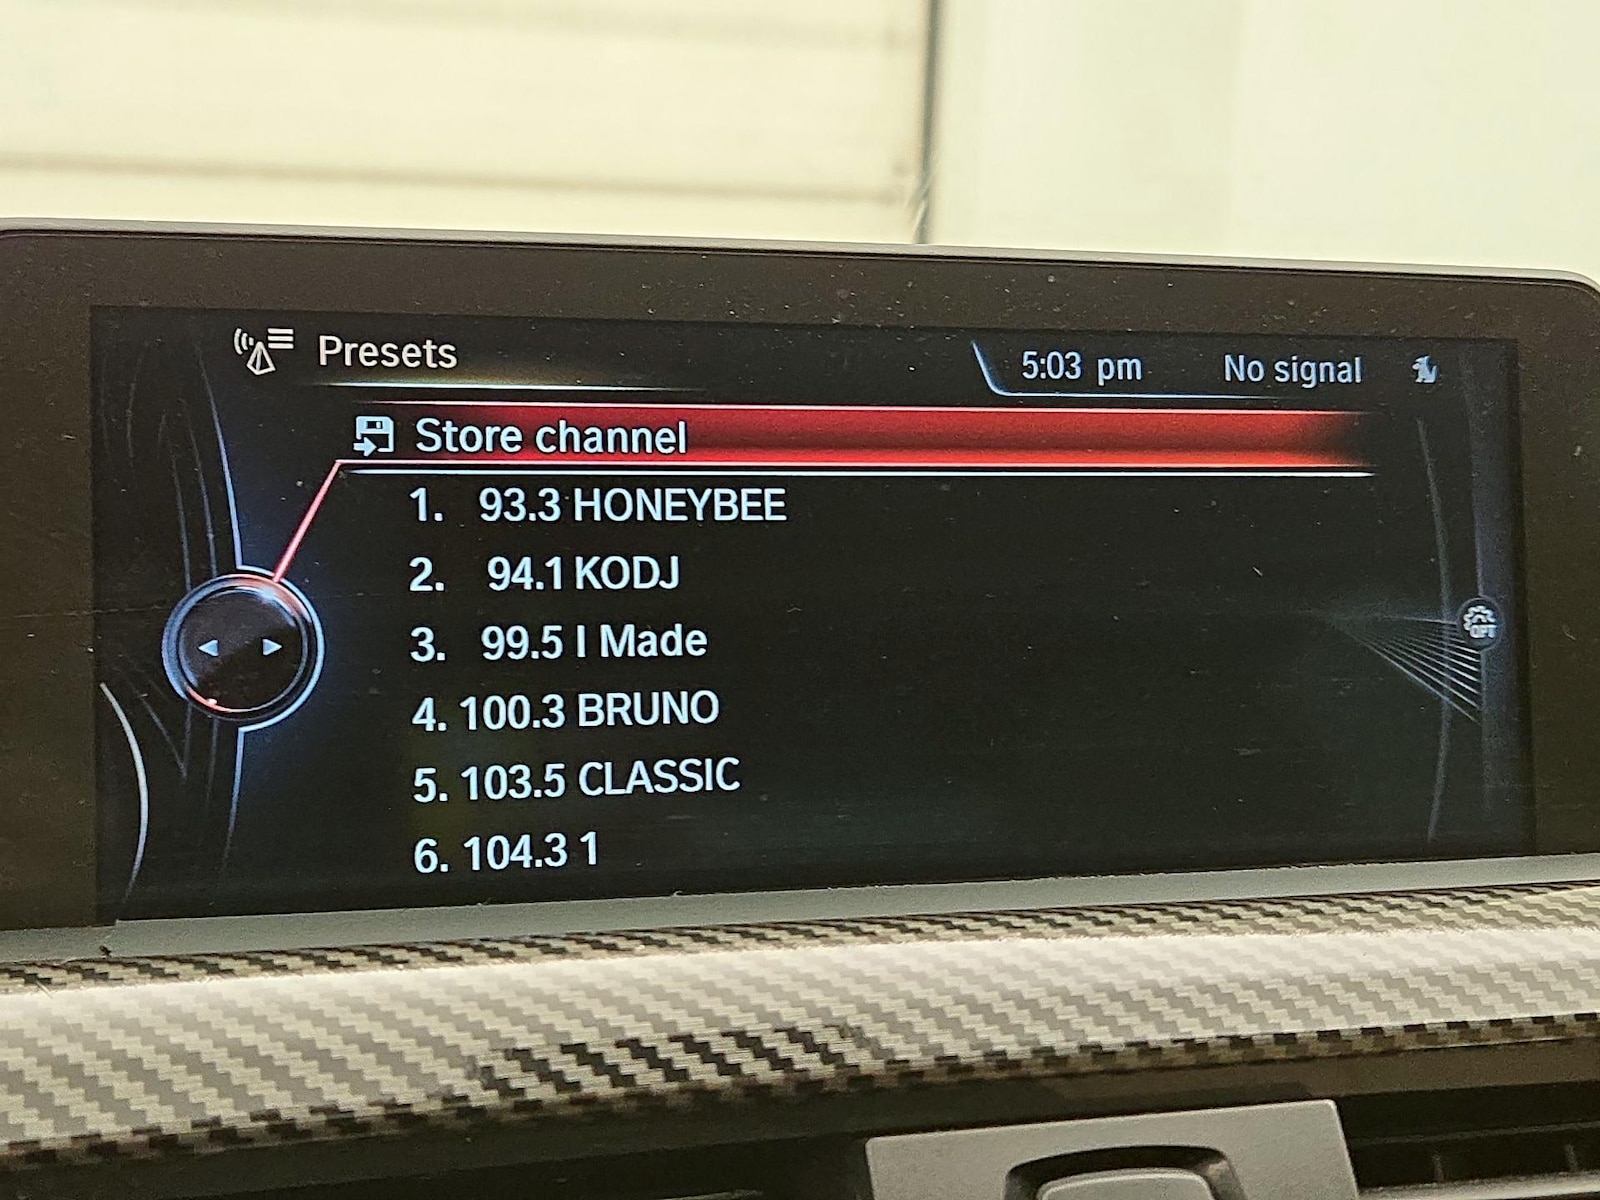 Presets
5:03 pm
No signal
Store channel
1. 93.3 HONEYBEE
2. 94.1 KODJ
3. 99.5 I Made
4. 100.3 BRUNO
5. 103.5 CLASSIC
6. 104.3 1
OPT